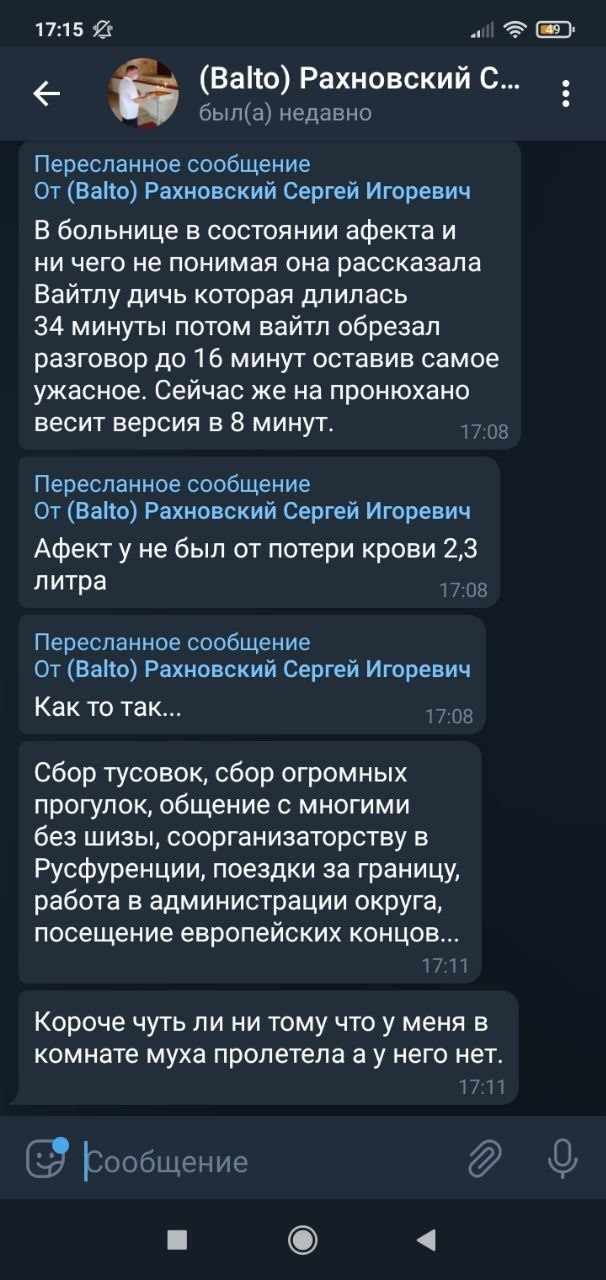 17:15
49
(Balto) Рахновский С...
был(а) недавно
Пересланное сообщение
От (Balto) Рахновский Сергей Игоревич
В больнице в состоянии афекта и
ни чего не понимая она рассказала
Вайтлу дичь которая длилась
34 минуты потом вайтл обрезал
разговор до 16 минут оставив самое
ужасное. Сейчас же на пронюхано
весит версия в 8 минут.
17:08
Пересланное сообщение
От (Balto) Рахновский Сергей Игоревич
Афект у не был от потери крови 2,3
литра
17:08
Пересланное сообщение
От (Balto) Рахновский Сергей Игоревич
Как то так...
17:08
Сбор тусовок, сбор огромных
прогулок, общение с многими
без шизы, соорганизаторству в
Русфуренции, поездки за границу,
работа в администрации округа,
посещение европейских концов...
17:11
Короче чуть ли ни тому что у меня в
комнате муха пролетела а у него нет.
17:11
Сообщение